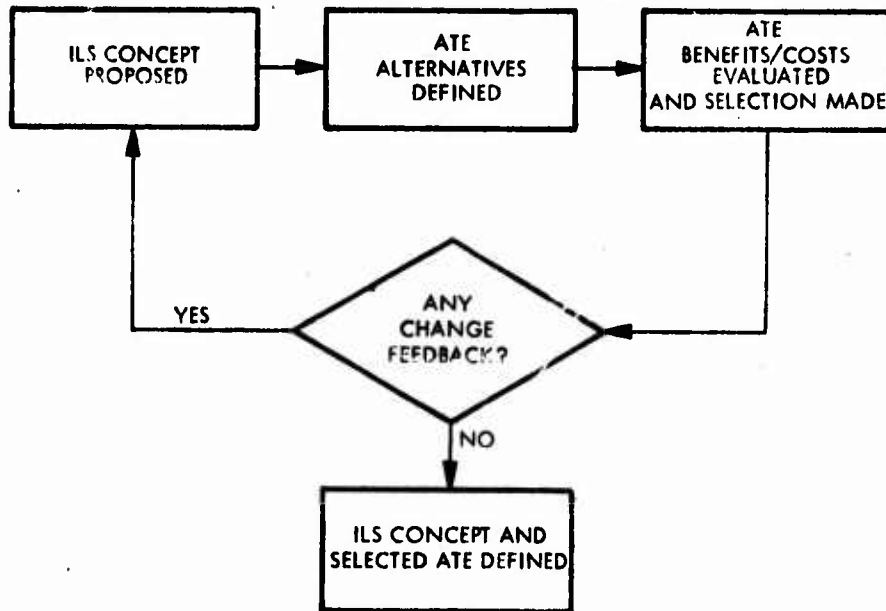 ILS CONCEPT
PROPOSED
ATE
ALTERNATIVES
DEFINED
ATE
BENEFITS/COSTS
EVALUATED
AND SELECTION MADE
ANY
CHANGE
FEEDBACK?
YES
NO
ILS CONCEPT AND
SELECTED ATE DEFINED